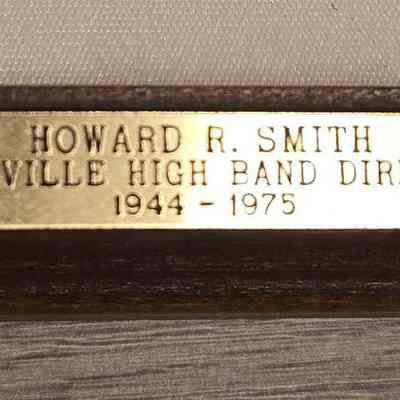 HOWARD R. SMITH
VILLE HIGH BAND DIR
1944 - 1975